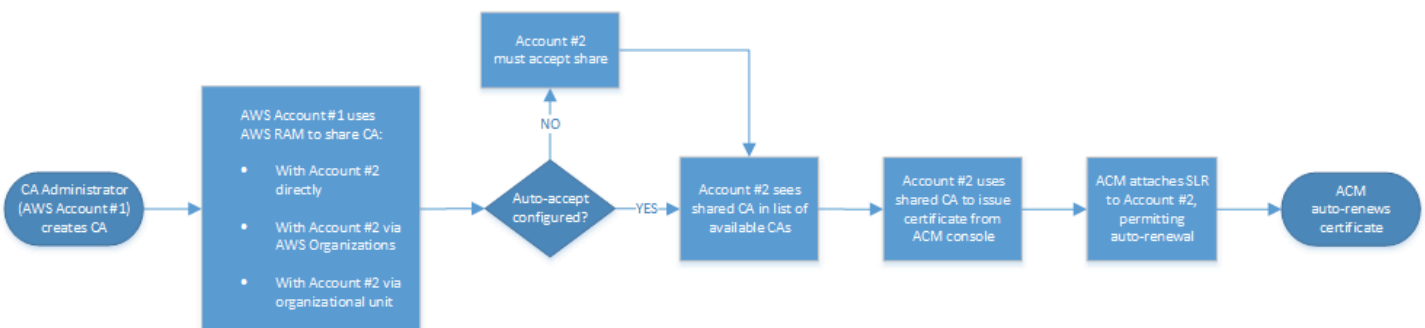 CA Administrator
(AWS Account #1)
creates CA
AWS Account #1 uses
AWS RAM to share CA:
• With Account #2
directly
• With Account #2 via
AWS Organizations
• With Account #2 via
organizational unit
Auto-accept
configured?
NO
Account #2
must accept share
YES
Account #2 sees
shared CA in list of
available CAs
Account #2 uses
shared CA to issue
certificate from
ACM console
ACM attaches SLR
to Account #2,
permitting
auto-renewal
ACM
auto-renews
certificate